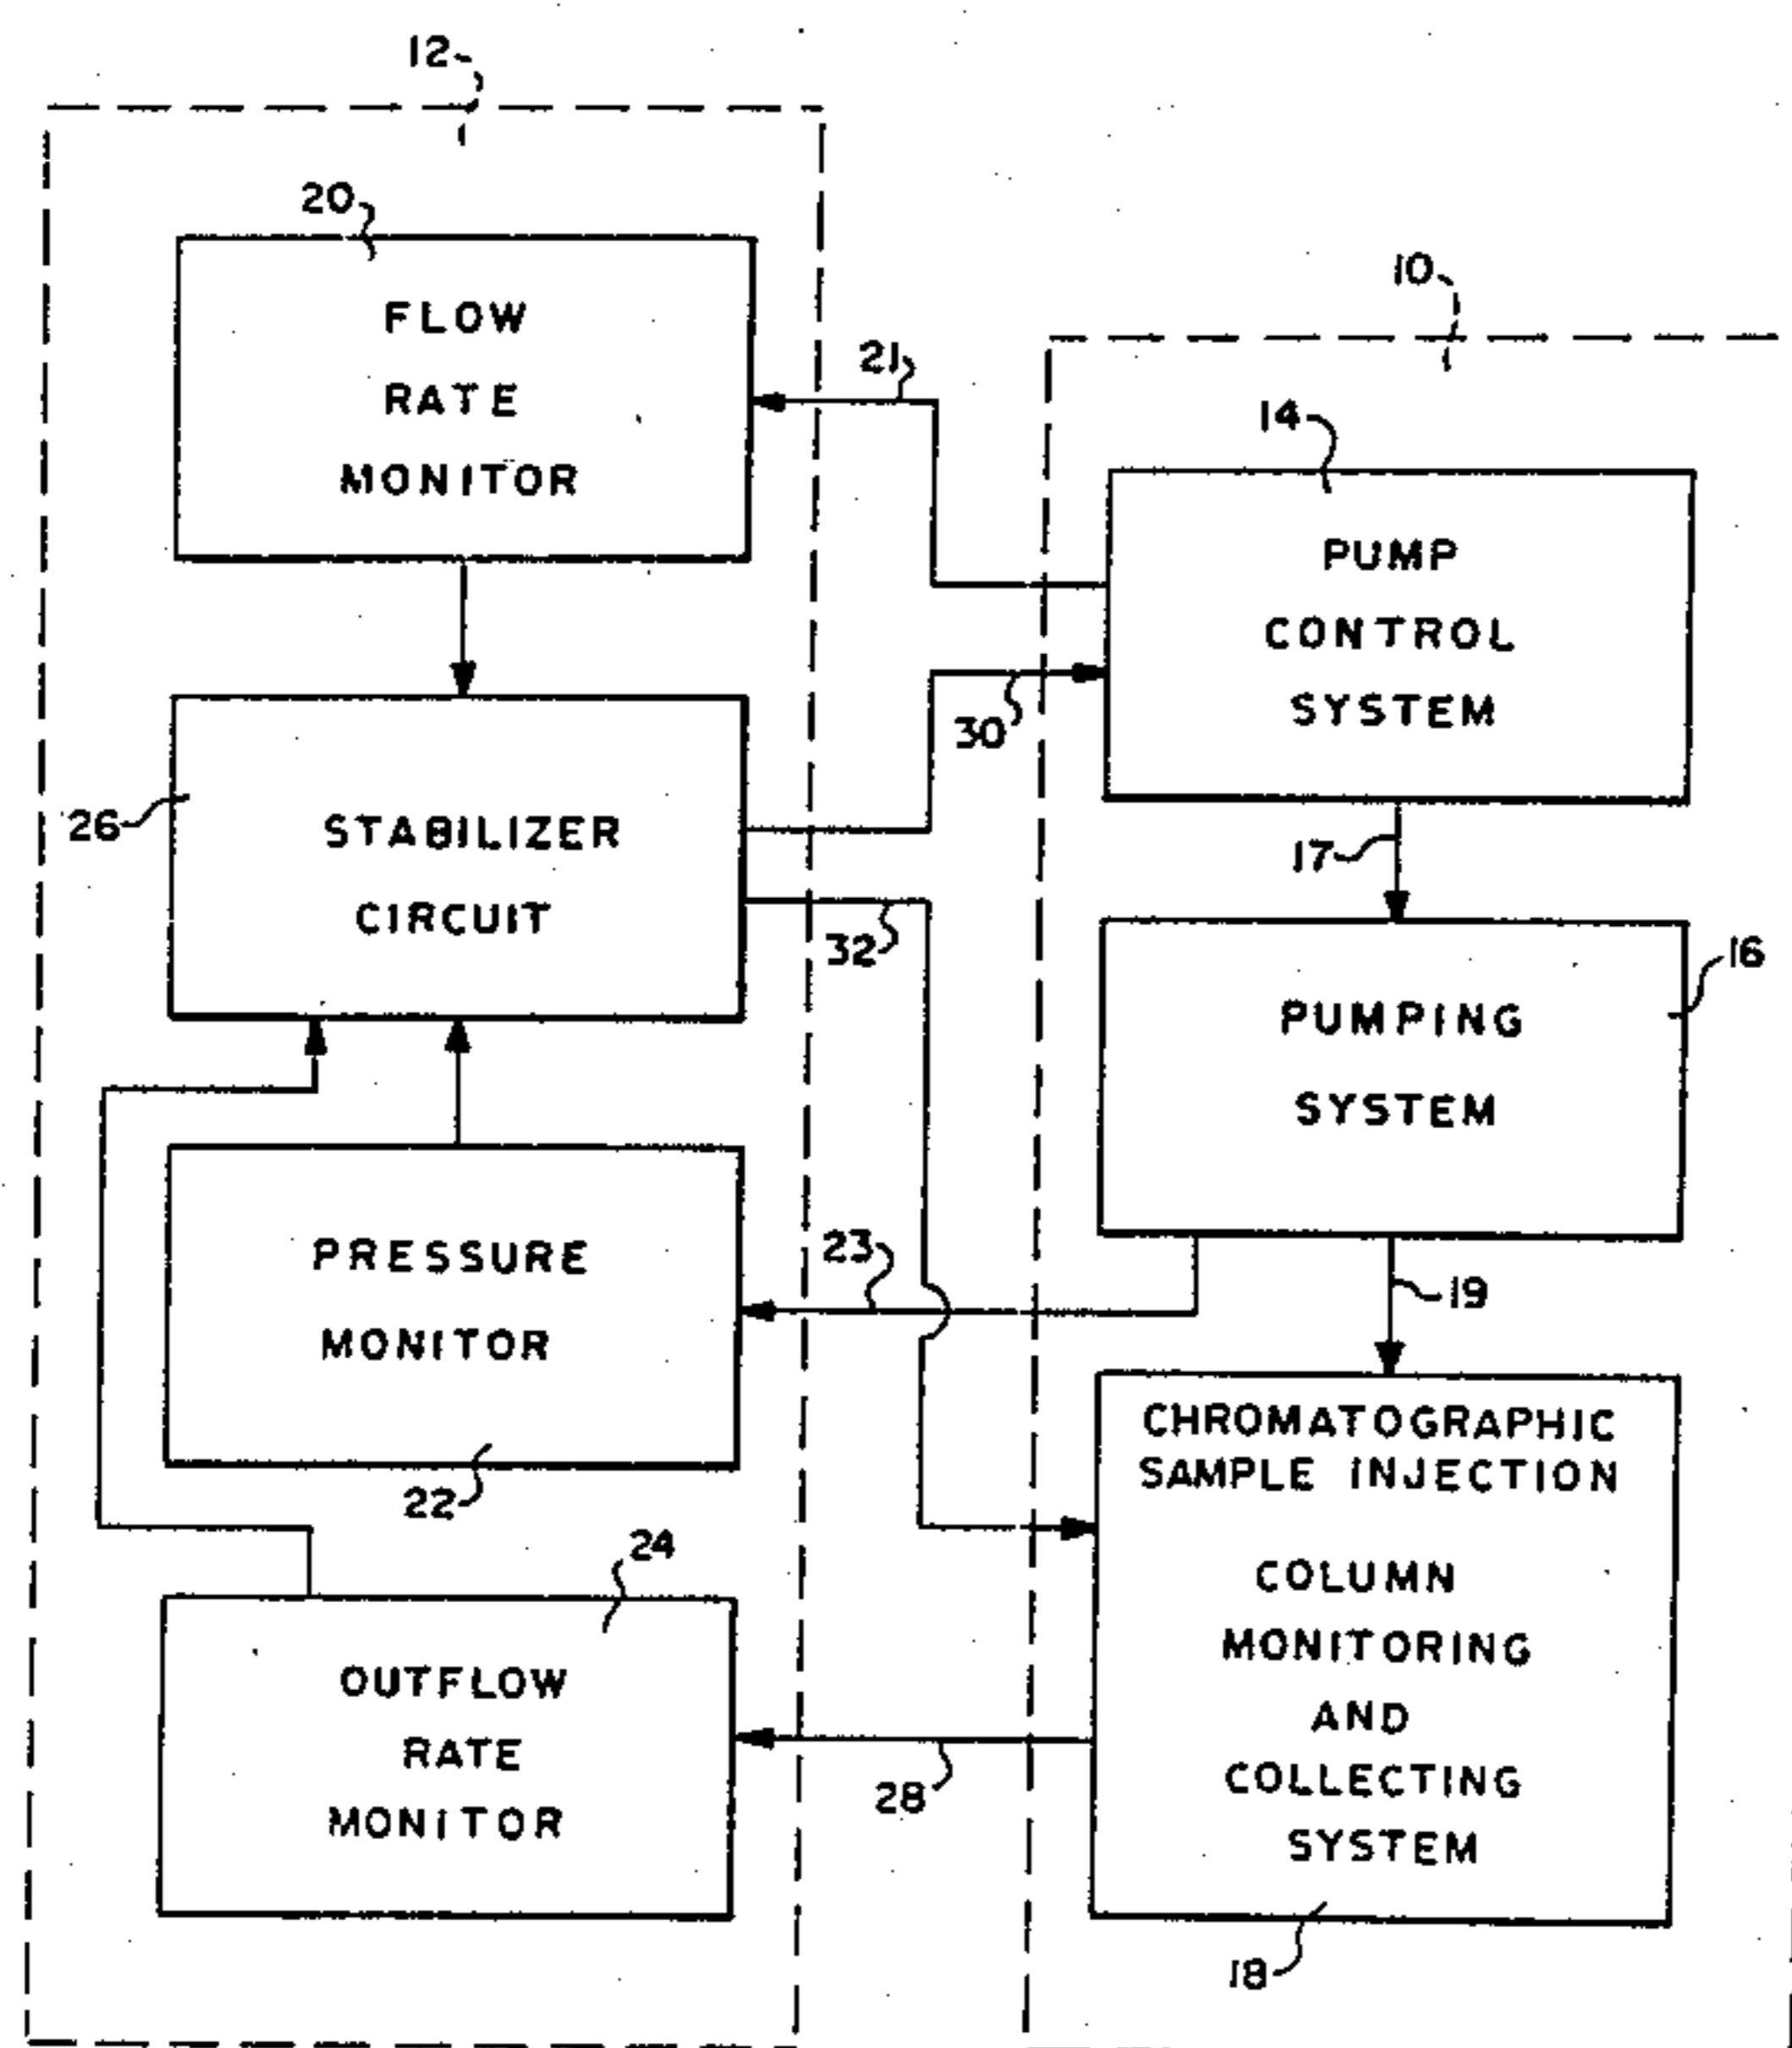 12
20
FLOW
RATE
MONITOR
21
10
14
PUMP
CONTROL
SYSTEM
30
26
STABILIZER
CIRCUIT
32
17
16
PUMPING
SYSTEM
23
19
PRESSURE
MONITOR
22
24
OUTFLOW
RATE
MONITOR
28
CHROMATOGRAPHIC
SAMPLE INJECTION
COLUMN
MONITORING
AND
COLLECTING
SYSTEM
18